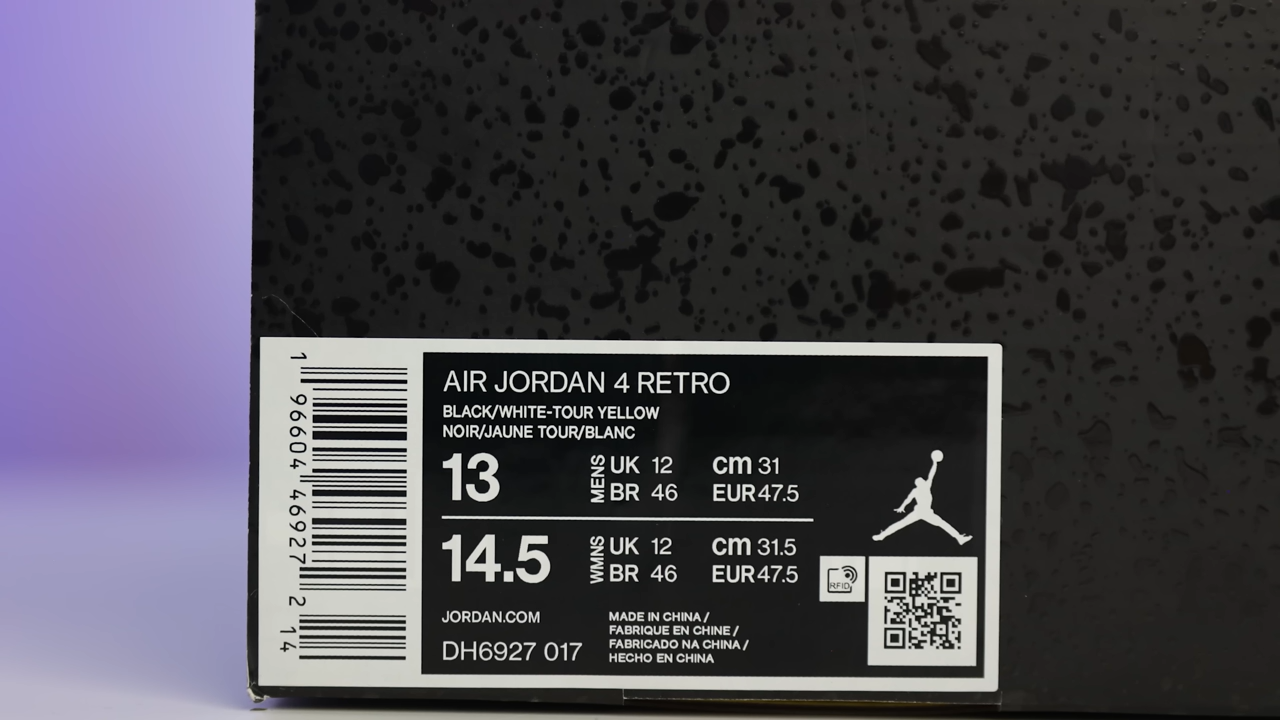 1 96604 46927 2 14
AIR JORDAN 4 RETRO
BLACK/WHITE-TOUR YELLOW
NOIR/JAUNE TOUR/BLANC
13 MENS UK 12 cm 31
BR 46 EUR 47.5
14.5 WMNS UK 12 cm 31.5
BR 46 EUR 47.5
RFID
JORDAN.COM
DH6927 017
MADE IN CHINA /
FABRIQUE EN CHINE /
FABRICADO NA CHINA /
HECHO EN CHINA